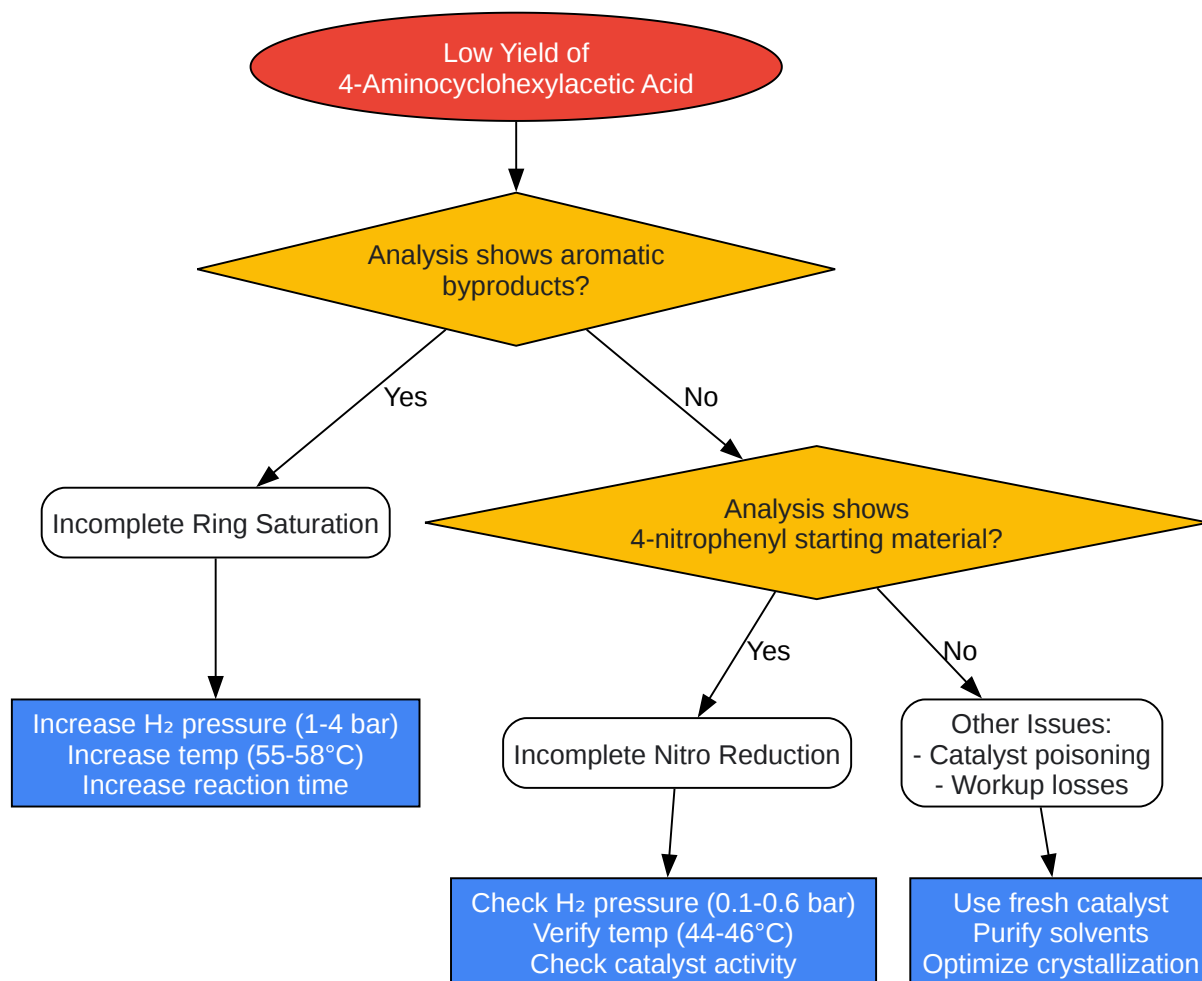 Low Yield of
4-Aminocyclohexylacetic Acid
Analysis shows aromatic
byproducts?
Yes
No
Incomplete Ring Saturation
Analysis shows
4-nitrophenyl starting material?
Increase H₂ pressure (1-4 bar)
Increase temp (55-58°C)
Increase reaction time
Yes
No
Incomplete Nitro Reduction
Other Issues:
- Catalyst poisoning
- Workup losses
Check H₂ pressure (0.1-0.6 bar)
Verify temp (44-46°C)
Check catalyst activity
Use fresh catalyst
Purify solvents
Optimize crystallization